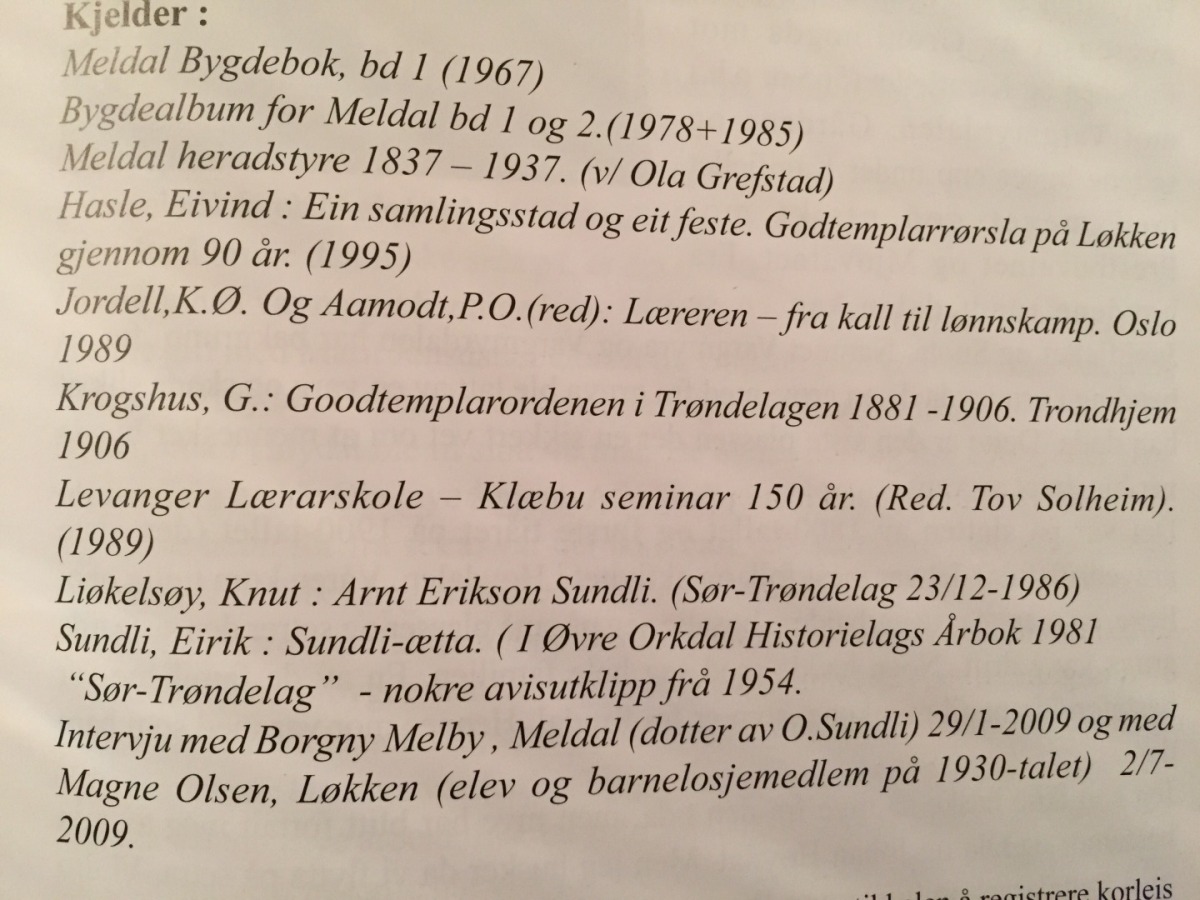 Kjelder :
Meldal Bygdebok, bd 1 (1967)
Bygdealbum for Meldal bd 1 og 2.(1978+1985)
Meldal heradstyre 1837 – 1937. (v/ Ola Grefstad)
Hasle, Eivind : Ein samlingsstad og eit feste. Godtemplarrørsla på Løkken
gjennom 90 år. (1995)
Jordell,K.Ø. Og Aamodt,P.O.(red): Læreren – fra kall til lønnskamp. Oslo
1989
Krogshus, G.: Goodtemplarordenen i Trøndelagen 1881 -1906. Trondhjem
1906
Levanger Lærarskole – Klæbu seminar 150 år. (Red. Tov Solheim).
(1989)
Liøkelsøy, Knut : Arnt Erikson Sundli. (Sør-Trøndelag 23/12-1986)
Sundli, Eirik : Sundli-ætta. ( I Øvre Orkdal Historielags Årbok 1981
“Sør-Trøndelag” - nokre avisutklipp frå 1954.
Intervju med Borgny Melby , Meldal (dotter av O.Sundli) 29/1-2009 og med
Magne Olsen, Løkken (elev og barnelosjemedlem på 1930-talet) 2/7-
2009.
å registrere korleis